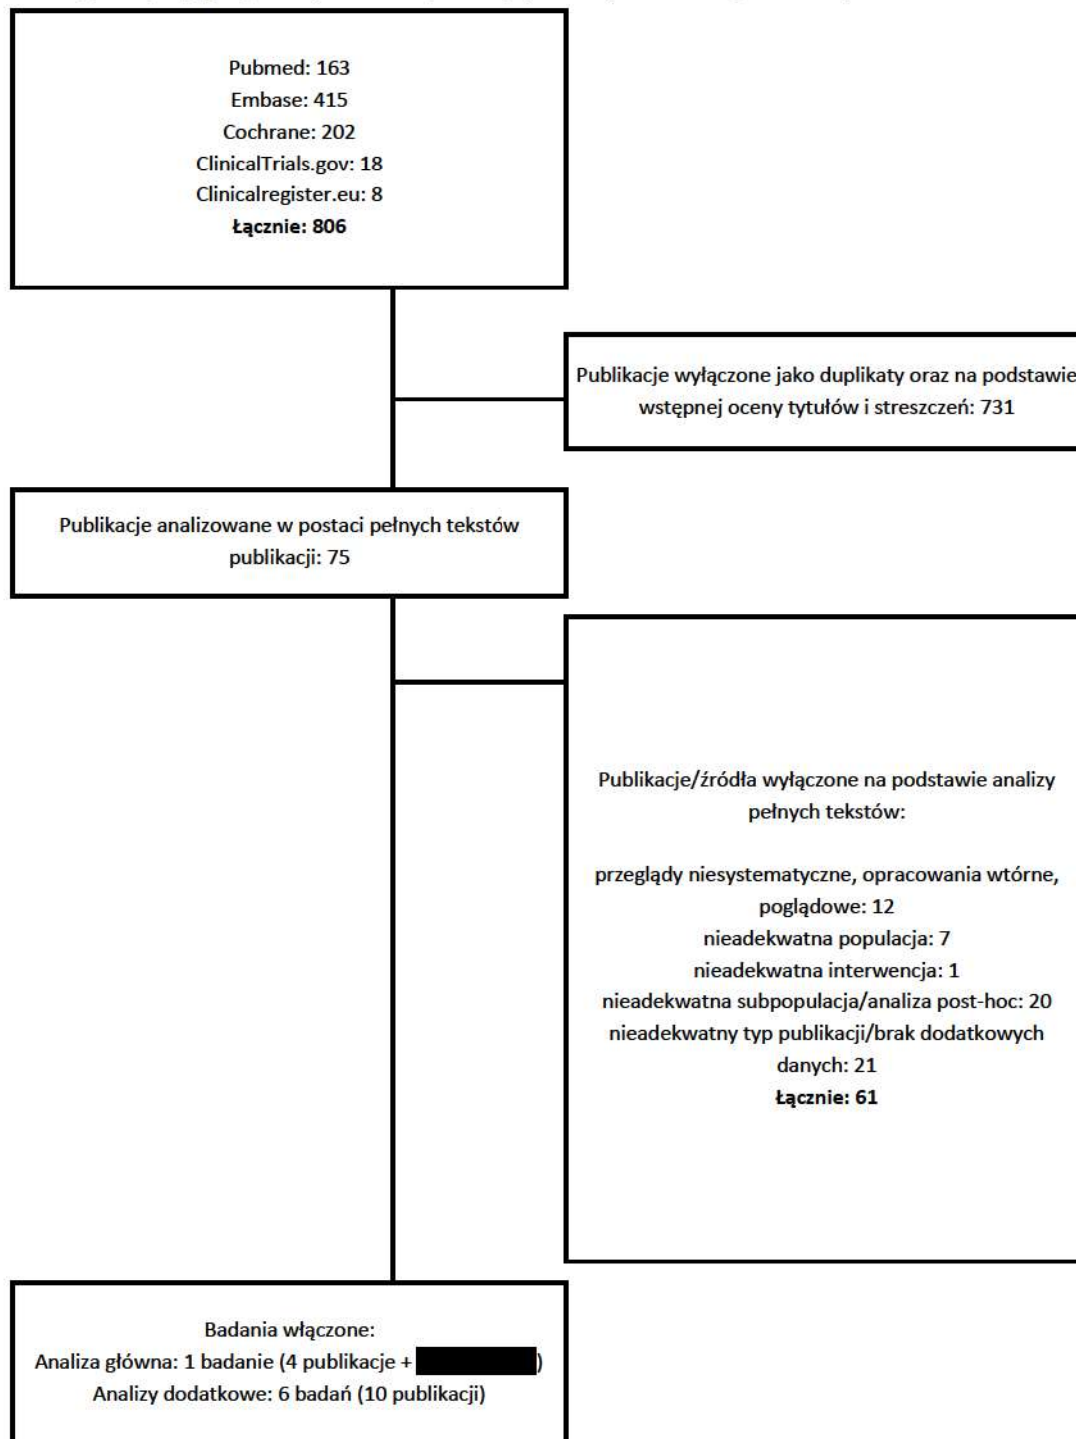 Pubmed: 163
Embase: 415
Cochrane: 202
ClinicalTrials.gov: 18
Clinicalregister.eu: 8
Łącznie: 806
Publikacje wyłączone jako duplikaty oraz na podstawie
wstępnej oceny tytułów i streszczeń: 731
Publikacje analizowane w postaci pełnych tekstów
publikacji: 75
Publikacje/źródła wyłączone na podstawie analizy
pełnych tekstów:
przeglądy niesystematyczne, opracowania wtórne,
poglądowe: 12
nieadekwatna populacja: 7
nieadekwatna interwencja: 1
nieadekwatna subpopulacja/analiza post-hoc: 20
nieadekwatny typ publikacji/brak dodatkowych
danych: 21
Łącznie: 61
Badania włączone:
Analiza główna: 1 badanie (4 publikacje + )
Analizy dodatkowe: 6 badań (10 publikacji)